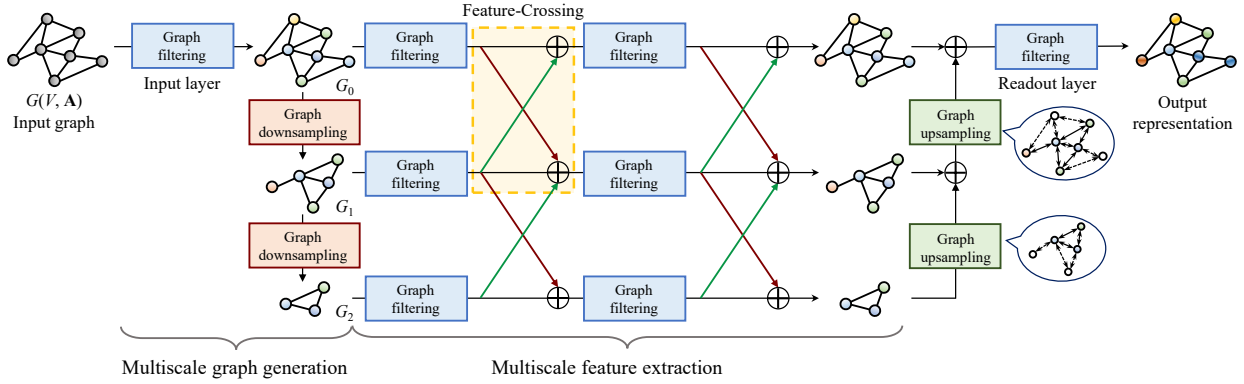 Feature-Crossing
Graph
filtering
Graph
filtering
Graph
filtering
Graph
filtering
Input layer
Readout layer
G(V, A)
Input graph
G₀
Output
representation
Graph
downsampling
Graph
upsampling
Graph
filtering
Graph
filtering
G₁
Graph
downsampling
Graph
upsampling
Graph
filtering
Graph
filtering
G₂
Multiscale graph generation
Multiscale feature extraction